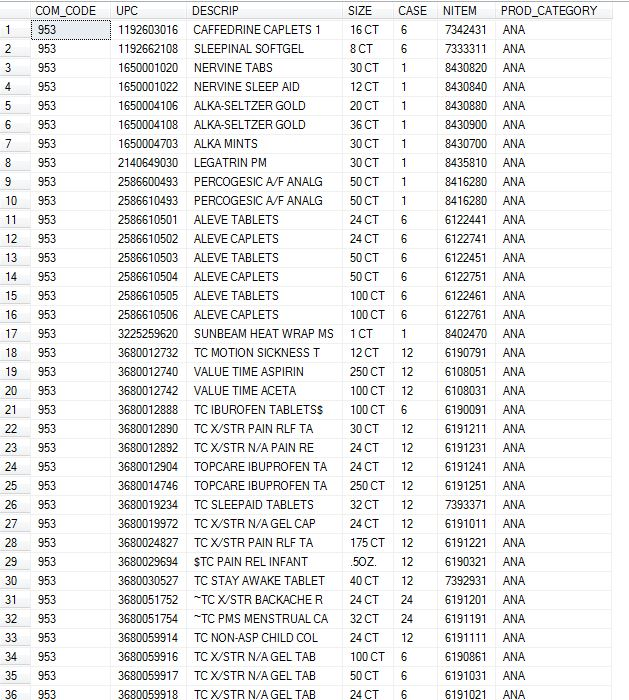 COM_CODE UPC DESCRIP SIZE CASE NITEM PROD_CATEGORY
1 953 1192603016 CAFFEDRINE CAPLETS 1 16 CT 6 7342431 ANA
2 953 1192662108 SLEEPINAL SOFTGEL 8 CT 6 7333311 ANA
3 953 1650001020 NERVINE TABS 30 CT 1 8430820 ANA
4 953 1650001022 NERVINE SLEEP AID 12 CT 1 8430840 ANA
5 953 1650004106 ALKA-SELTZER GOLD 20 CT 1 8430880 ANA
6 953 1650004108 ALKA-SELTZER GOLD 36 CT 1 8430900 ANA
7 953 1650004703 ALKA MINTS 30 CT 1 8430700 ANA
8 953 2140649030 LEGATRIN PM 30 CT 1 8435810 ANA
9 953 2586600493 PERCOGESIC A/F ANALG 50 CT 1 8416280 ANA
10 953 2586610493 PERCOGESIC A/F ANALG 50 CT 1 8416280 ANA
11 953 2586610501 ALEVE TABLETS 24 CT 6 6122441 ANA
12 953 2586610502 ALEVE CAPLETS 24 CT 6 6122741 ANA
13 953 2586610503 ALEVE TABLETS 50 CT 6 6122451 ANA
14 953 2586610504 ALEVE CAPLETS 50 CT 6 6122751 ANA
15 953 2586610505 ALEVE TABLETS 100 CT 6 6122461 ANA
16 953 2586610506 ALEVE CAPLETS 100 CT 6 6122761 ANA
17 953 3225259620 SUNBEAM HEAT WRAP MS 1 CT 1 8402470 ANA
18 953 3680012732 TC MOTION SICKNESS T 12 CT 12 6190791 ANA
19 953 3680012740 VALUE TIME ASPIRIN 250 CT 12 6108051 ANA
20 953 3680012742 VALUE TIME ACETA 100 CT 12 6108031 ANA
21 953 3680012888 TC IBUROFEN TABLETS$ 100 CT 6 6190091 ANA
22 953 3680012890 TC X/STR PAIN RLF TA 30 CT 12 6191211 ANA
23 953 3680012892 TC X/STR N/A PAIN RE 24 CT 12 6191231 ANA
24 953 3680012904 TOPCARE IBUPROFEN TA 24 CT 12 6191241 ANA
25 953 3680014746 TOPCARE IBUPROFEN TA 250 CT 12 6191251 ANA
26 953 3680019234 TC SLEEPAID TABLETS 32 CT 12 7393371 ANA
27 953 3680019972 TC X/STR N/A GEL CAP 24 CT 12 6191011 ANA
28 953 3680024827 TC X/STR PAIN RLF TA 175 CT 12 6191221 ANA
29 953 3680029694 $TC PAIN REL INFANT .5OZ. 12 6190321 ANA
30 953 3680030527 TC STAY AWAKE TABLET 40 CT 12 7392931 ANA
31 953 3680051752 ~TC X/STR BACKACHE R 24 CT 24 6191201 ANA
32 953 3680051754 ~TC PMS MENSTRUAL CA 32 CT 24 6191191 ANA
33 953 3680059914 TC NON-ASP CHILD COL 24 CT 12 6191111 ANA
34 953 3680059916 TC X/STR N/A GEL TAB 100 CT 6 6190861 ANA
35 953 3680059917 TC X/STR N/A GEL TAB 50 CT 6 6191031 ANA
36 953 3680059918 TC X/STR N/A GEL TAB 24 CT 6 6191021 ANA